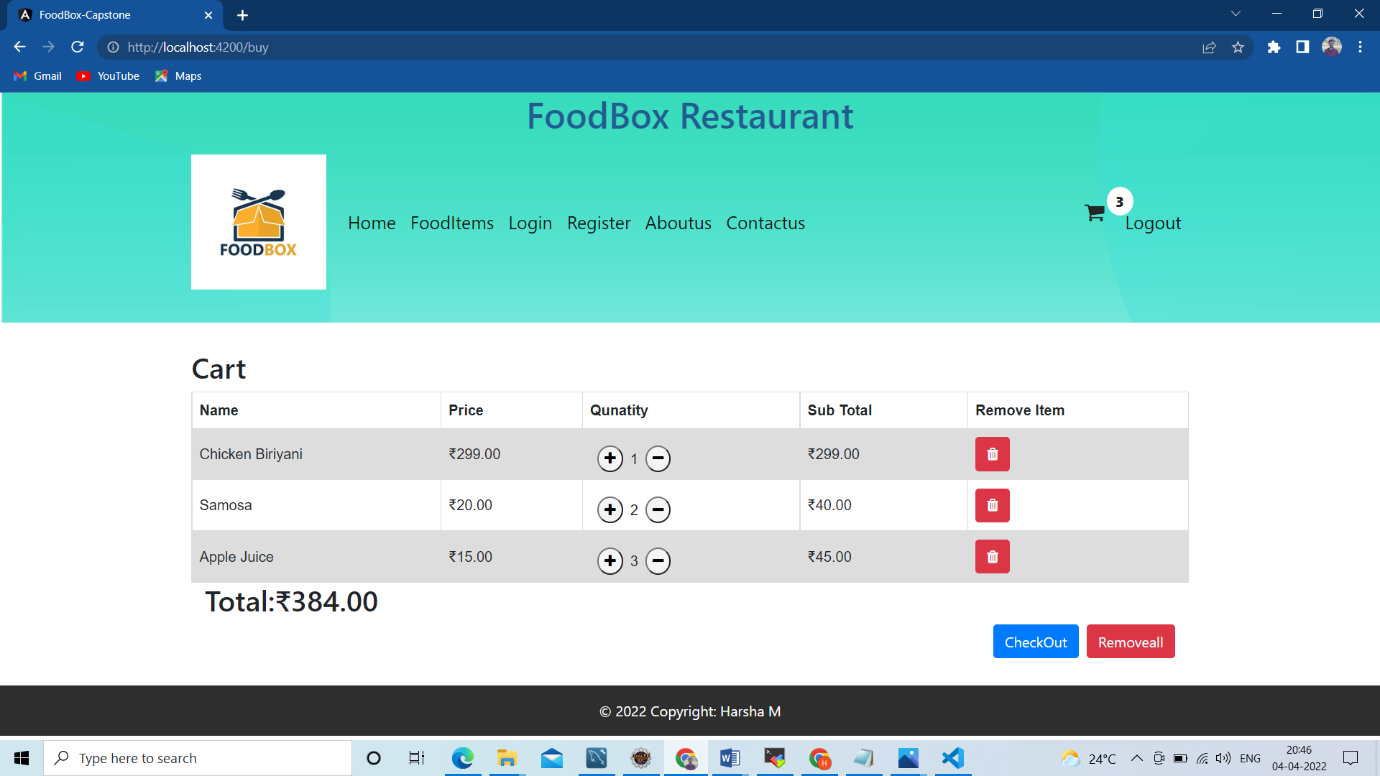 FoodBox-Capstone
http://localhost:4200/buy
Gmail YouTube Maps
FoodBox Restaurant
FOODBOX
Home FoodItems Login Register Aboutus Contactus 3 Logout
Cart
Name Price Qunatity Sub Total Remove Item
Chicken Biriyani ₹299.00 + 1 − ₹299.00
Samosa ₹20.00 + 2 − ₹40.00
Apple Juice ₹15.00 + 3 − ₹45.00
Total:₹384.00
CheckOut Removeall
© 2022 Copyright: Harsha M
Type here to search 24°C ENG 20:46
04-04-2022